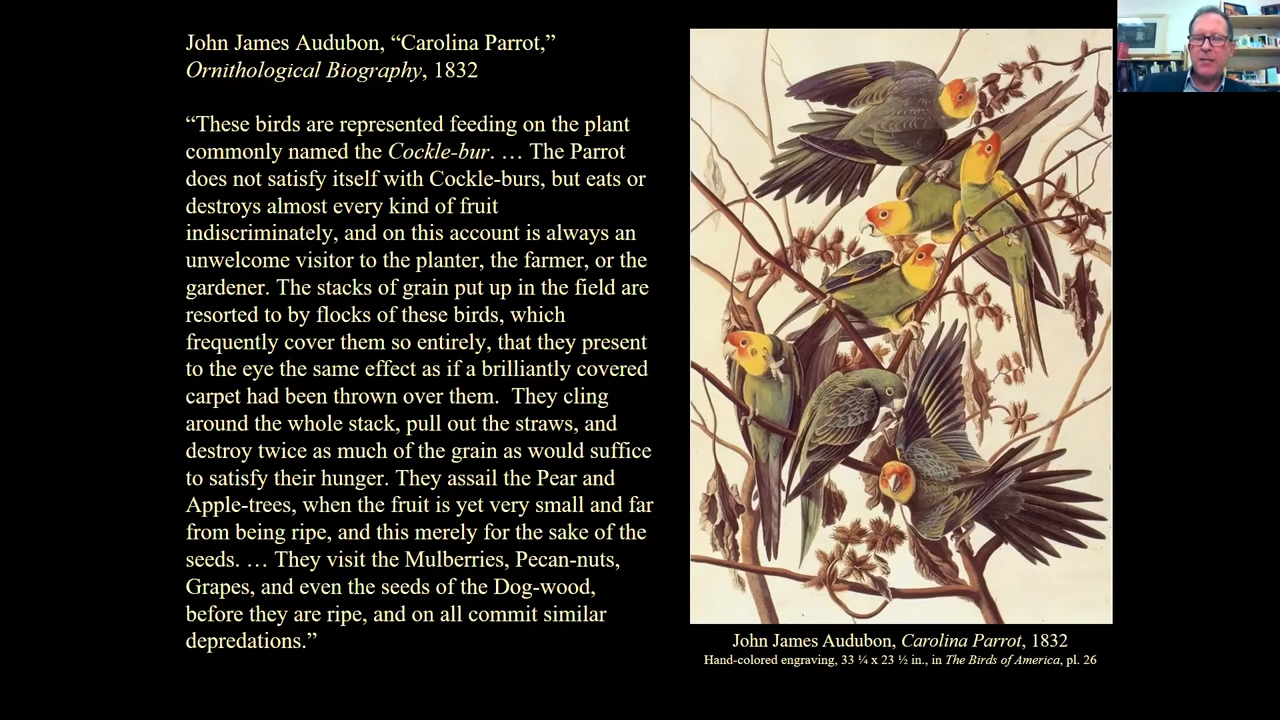 John James Audubon, “Carolina Parrot,”
Ornithological Biography, 1832
“These birds are represented feeding on the plant
commonly named the Cockle-bur. … The Parrot
does not satisfy itself with Cockle-burs, but eats or
destroys almost every kind of fruit
indiscriminately, and on this account is always an
unwelcome visitor to the planter, the farmer, or the
gardener. The stacks of grain put up in the field are
resorted to by flocks of these birds, which
frequently cover them so entirely, that they present
to the eye the same effect as if a brilliantly covered
carpet had been thrown over them.  They cling
around the whole stack, pull out the straws, and
destroy twice as much of the grain as would suffice
to satisfy their hunger. They assail the Pear and
Apple-trees, when the fruit is yet very small and far
from being ripe, and this merely for the sake of the
seeds. … They visit the Mulberries, Pecan-nuts,
Grapes, and even the seeds of the Dog-wood,
before they are ripe, and on all commit similar
depredations.”
John James Audubon, Carolina Parrot, 1832
Hand-colored engraving, 33 ¼ x 23 ½ in., in The Birds of America, pl. 26